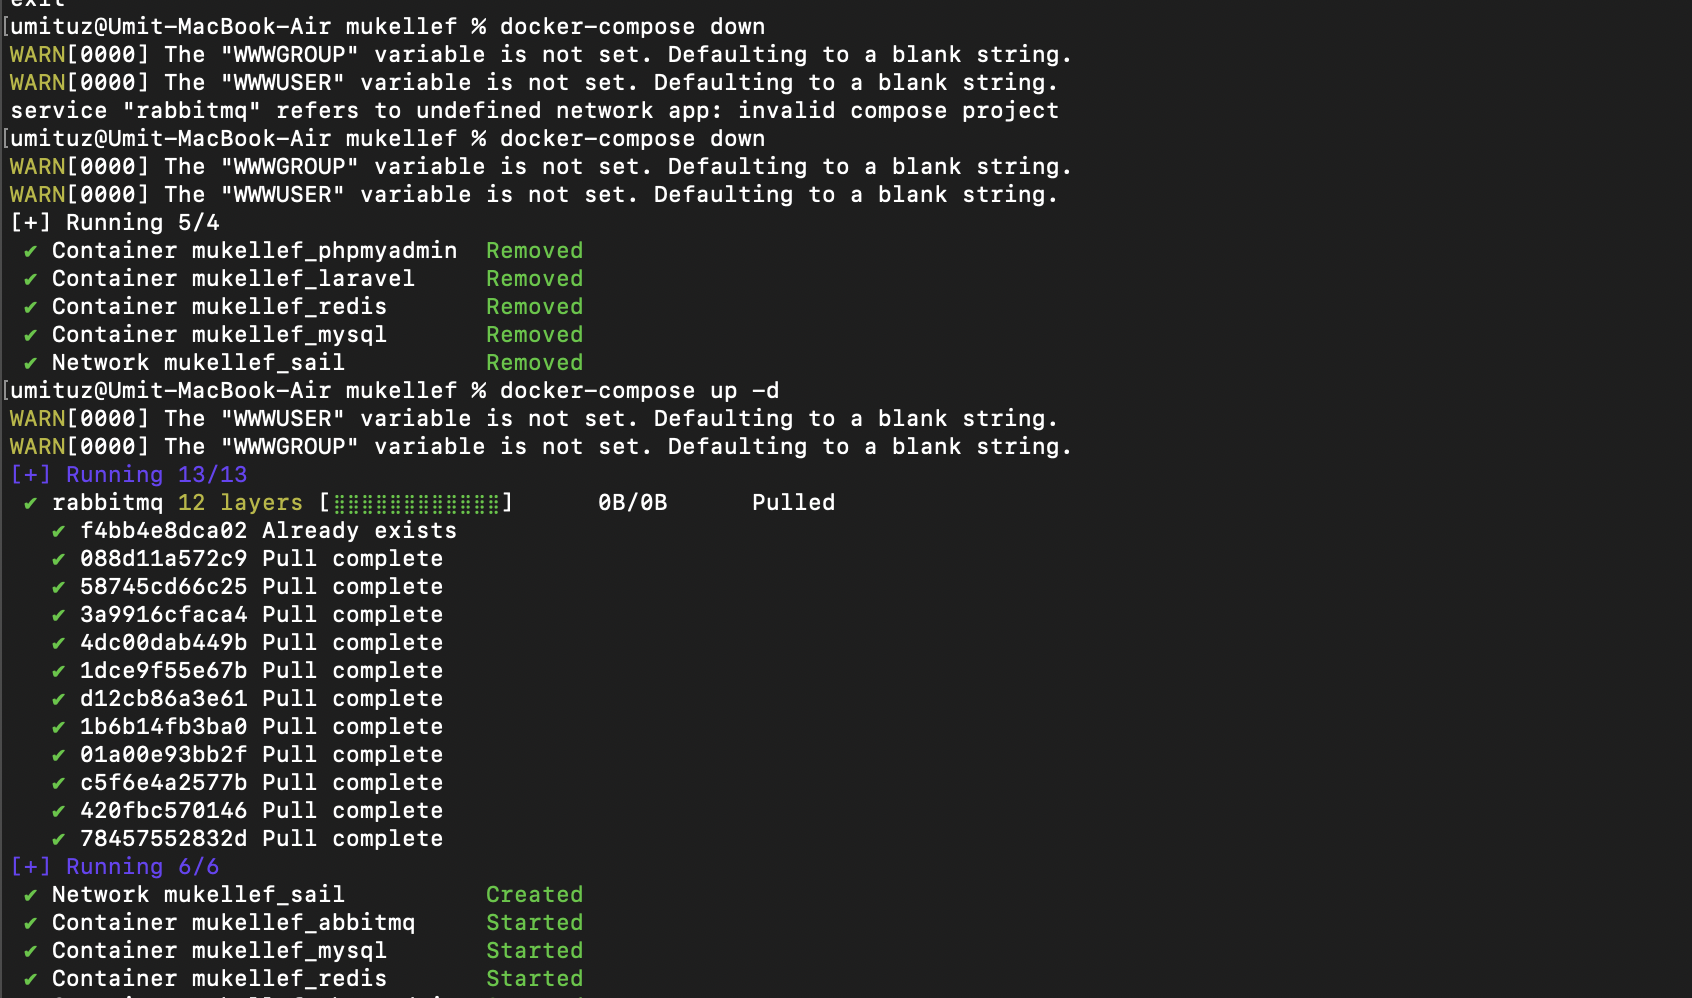 exit
[umituz@Umit-MacBook-Air mukellef % docker-compose down
WARN[0000] The "WWWGROUP" variable is not set. Defaulting to a blank string.
WARN[0000] The "WWWUSER" variable is not set. Defaulting to a blank string.
service "rabbitmq" refers to undefined network app: invalid compose project
[umituz@Umit-MacBook-Air mukellef % docker-compose down
WARN[0000] The "WWWGROUP" variable is not set. Defaulting to a blank string.
WARN[0000] The "WWWUSER" variable is not set. Defaulting to a blank string.
[+] Running 5/4
✔ Container mukellef_phpmyadmin Removed
✔ Container mukellef_laravel Removed
✔ Container mukellef_redis Removed
✔ Container mukellef_mysql Removed
✔ Network mukellef_sail Removed
[umituz@Umit-MacBook-Air mukellef % docker-compose up -d
WARN[0000] The "WWWUSER" variable is not set. Defaulting to a blank string.
WARN[0000] The "WWWGROUP" variable is not set. Defaulting to a blank string.
[+] Running 13/13
✔ rabbitmq 12 layers [⣿⣿⣿⣿⣿⣿⣿⣿⣿⣿⣿⣿] 0B/0B Pulled
✔ f4bb4e8dca02 Already exists
✔ 088d11a572c9 Pull complete
✔ 58745cd66c25 Pull complete
✔ 3a9916cfaca4 Pull complete
✔ 4dc00dab449b Pull complete
✔ 1dce9f55e67b Pull complete
✔ d12cb86a3e61 Pull complete
✔ 1b6b14fb3ba0 Pull complete
✔ 01a00e93bb2f Pull complete
✔ c5f6e4a2577b Pull complete
✔ 420fbc570146 Pull complete
✔ 78457552832d Pull complete
[+] Running 6/6
✔ Network mukellef_sail Created
✔ Container mukellef_abbitmq Started
✔ Container mukellef_mysql Started
✔ Container mukellef_redis Started